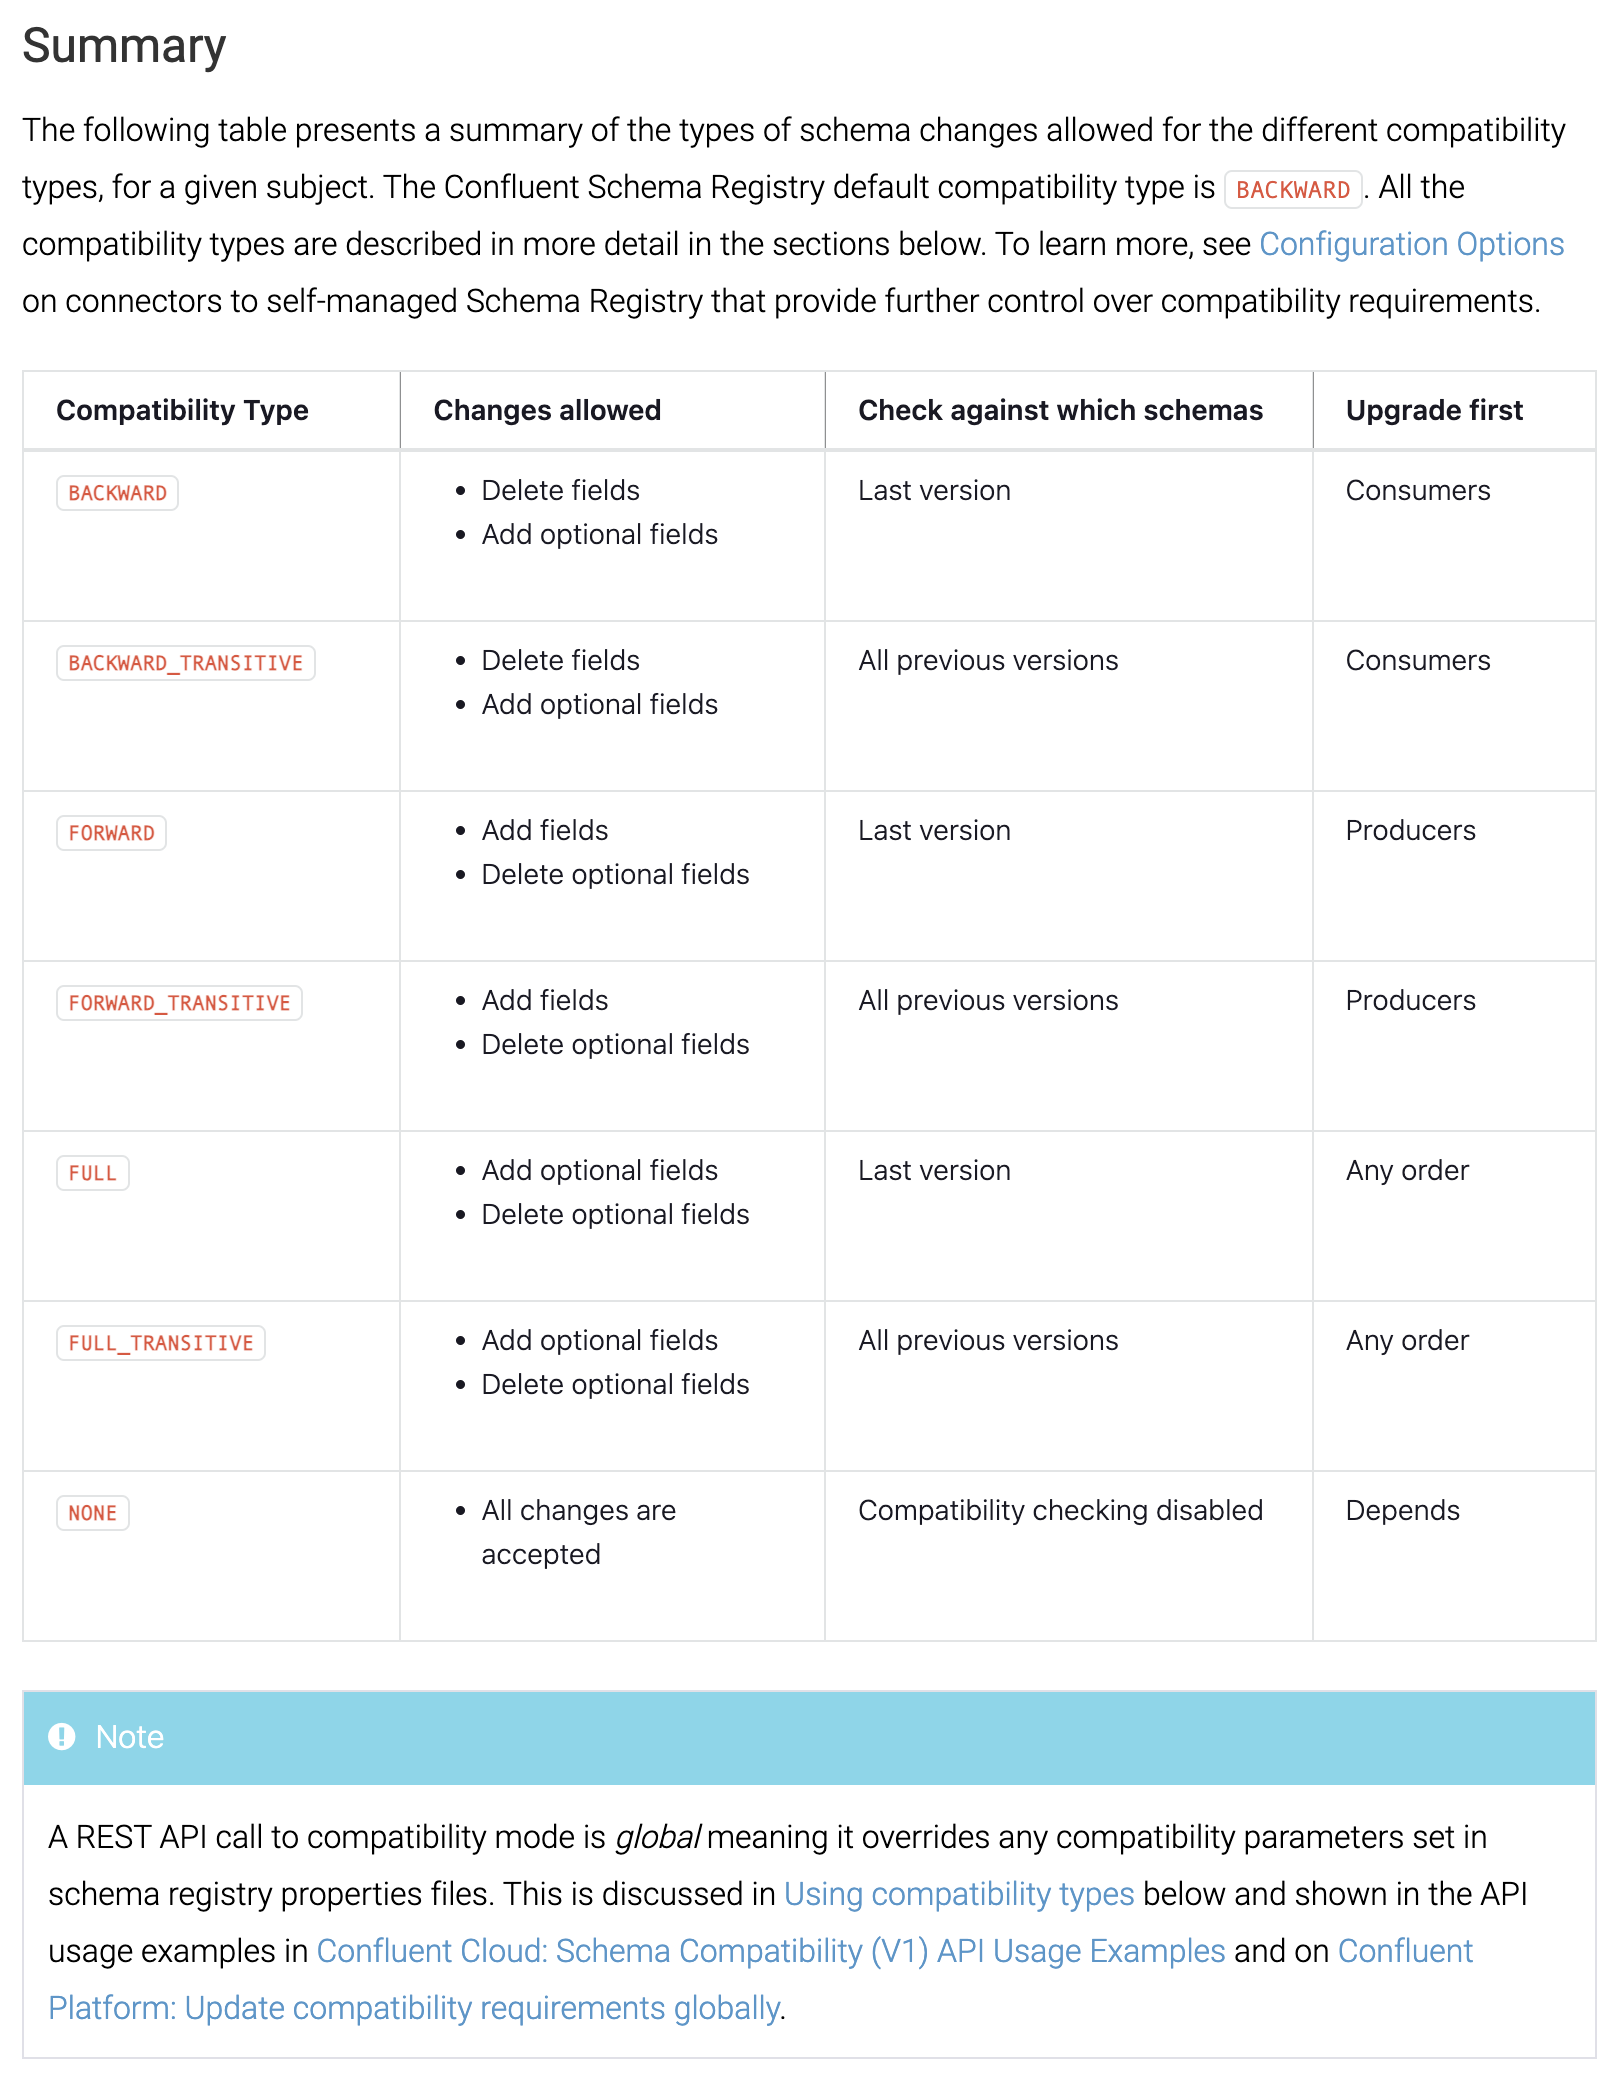 Summary
The following table presents a summary of the types of schema changes allowed for the different compatibility
types, for a given subject. The Confluent Schema Registry default compatibility type is BACKWARD. All the
compatibility types are described in more detail in the sections below. To learn more, see Configuration Options
on connectors to self-managed Schema Registry that provide further control over compatibility requirements.
Compatibility Type Changes allowed Check against which schemas Upgrade first
BACKWARD • Delete fields Last version Consumers
• Add optional fields
BACKWARD_TRANSITIVE • Delete fields All previous versions Consumers
• Add optional fields
FORWARD • Add fields Last version Producers
• Delete optional fields
FORWARD_TRANSITIVE • Add fields All previous versions Producers
• Delete optional fields
FULL • Add optional fields Last version Any order
• Delete optional fields
FULL_TRANSITIVE • Add optional fields All previous versions Any order
• Delete optional fields
NONE • All changes are Compatibility checking disabled Depends
accepted
Note
A REST API call to compatibility mode is global meaning it overrides any compatibility parameters set in
schema registry properties files. This is discussed in Using compatibility types below and shown in the API
usage examples in Confluent Cloud: Schema Compatibility (V1) API Usage Examples and on Confluent
Platform: Update compatibility requirements globally.